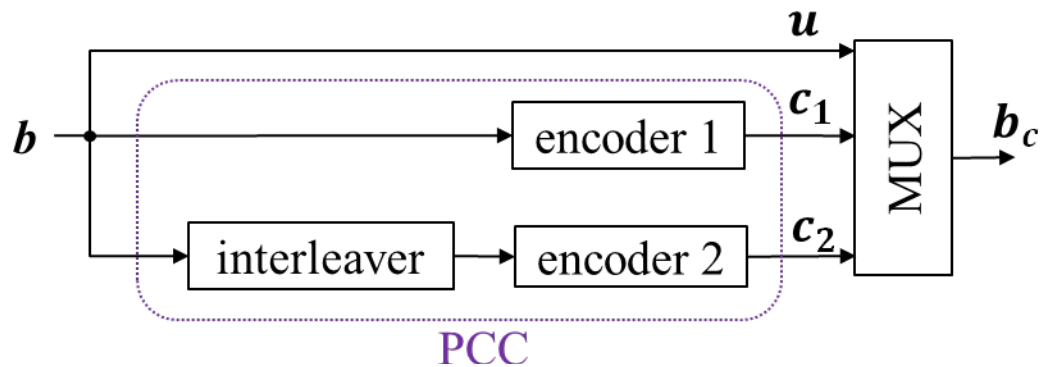 u
b
encoder 1
c1
MUX
bc
interleaver
encoder 2
c2
PCC